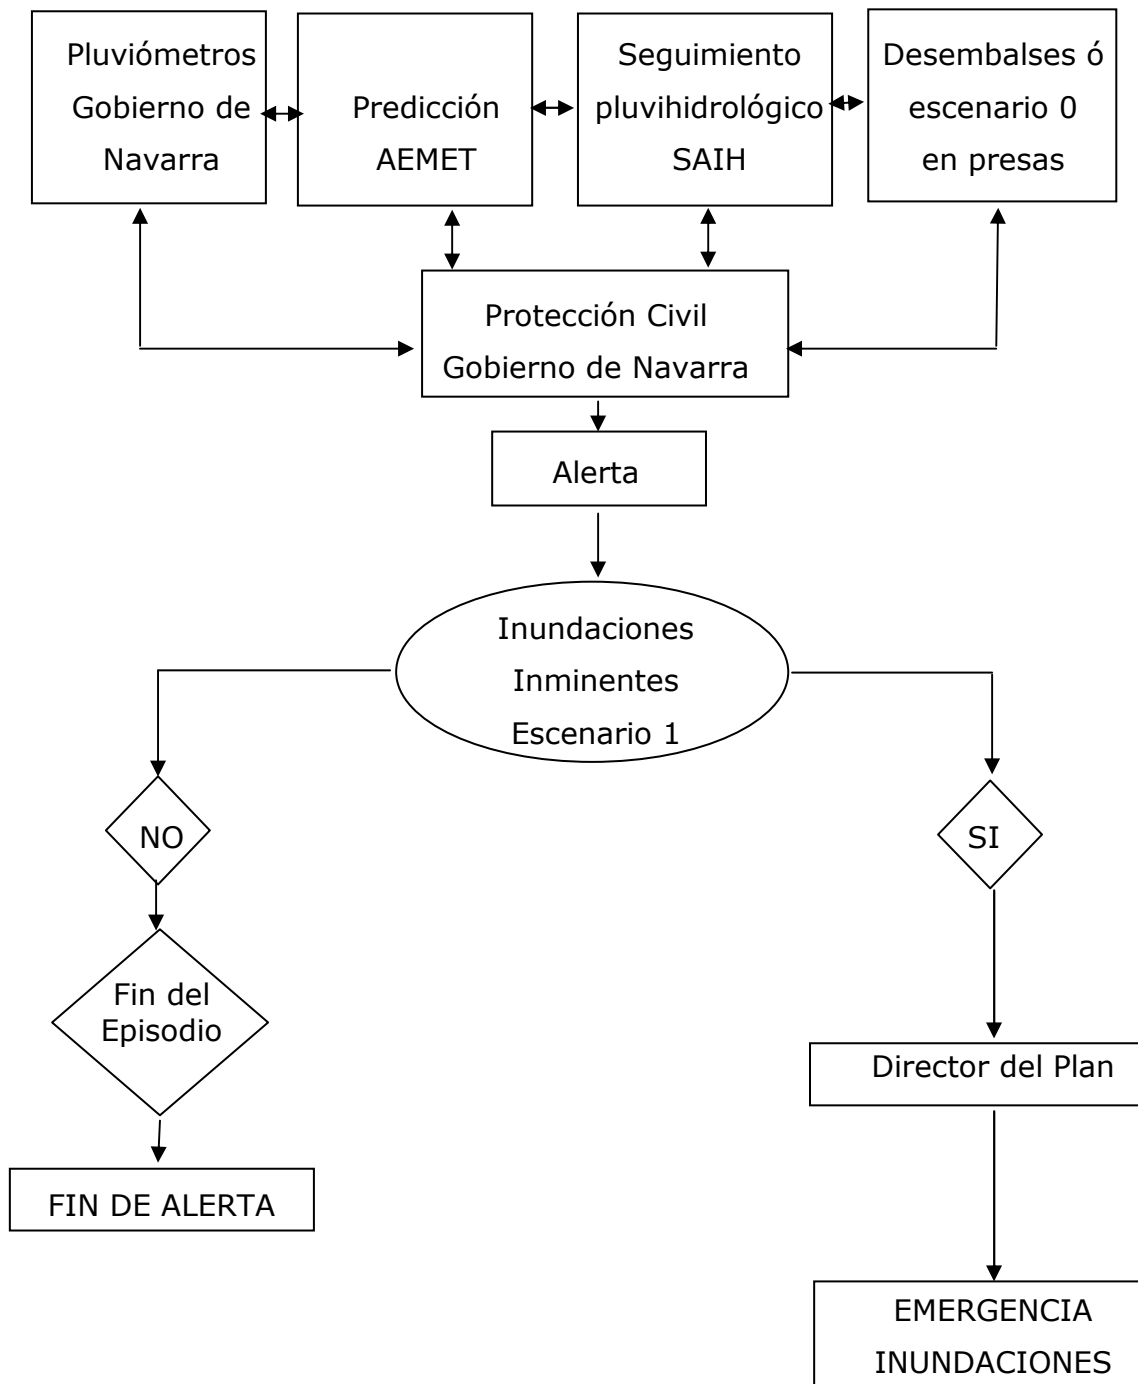 Pluviómetros
Gobierno de
Navarra
Predicción
AEMET
Seguimiento
pluvihidrológico
SAIH
Desembalses ó
escenario 0
en presas
Protección Civil
Gobierno de Navarra
Alerta
Inundaciones
Inminentes
Escenario 1
NO
SI
Fin del
Episodio
Director del Plan
FIN DE ALERTA
EMERGENCIA
INUNDACIONES